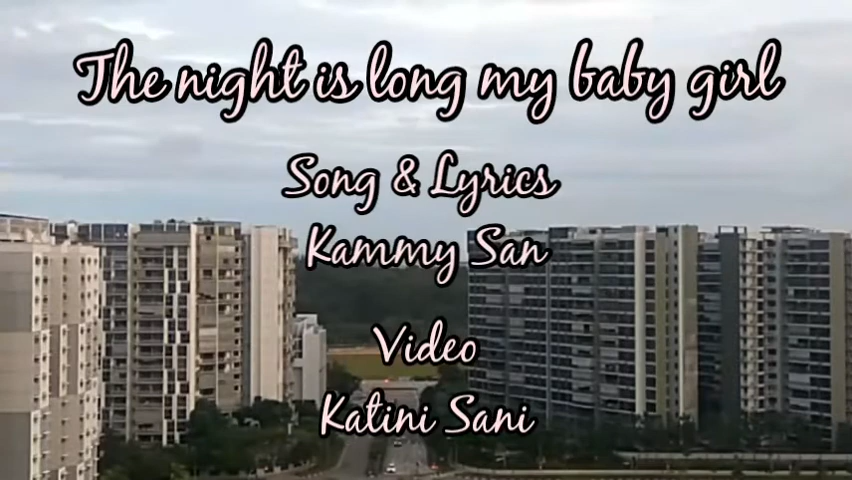 The night is long my baby girl
Song & Lyrics
Kammy San
Video
Katini Sani